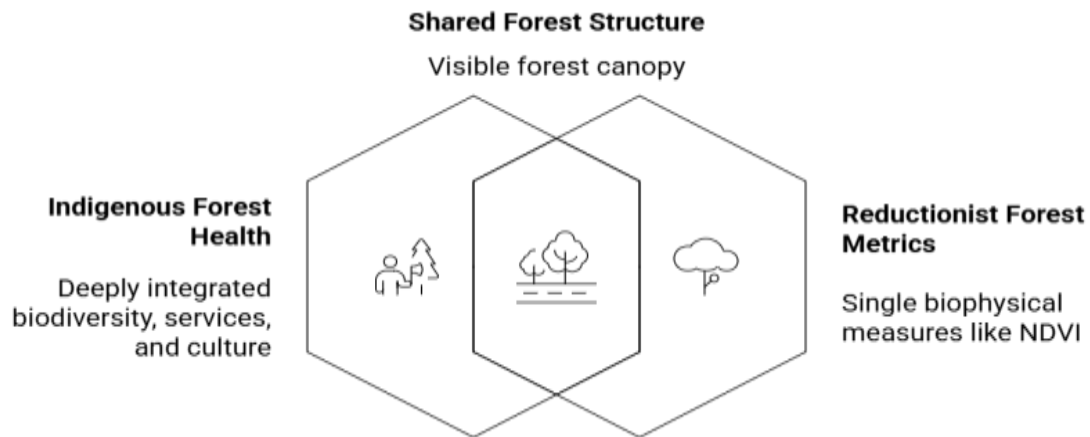 Shared Forest Structure
Visible forest canopy
Indigenous Forest
Health
Deeply integrated
biodiversity, services,
and culture
Reductionist Forest
Metrics
Single biophysical
measures like NDVI